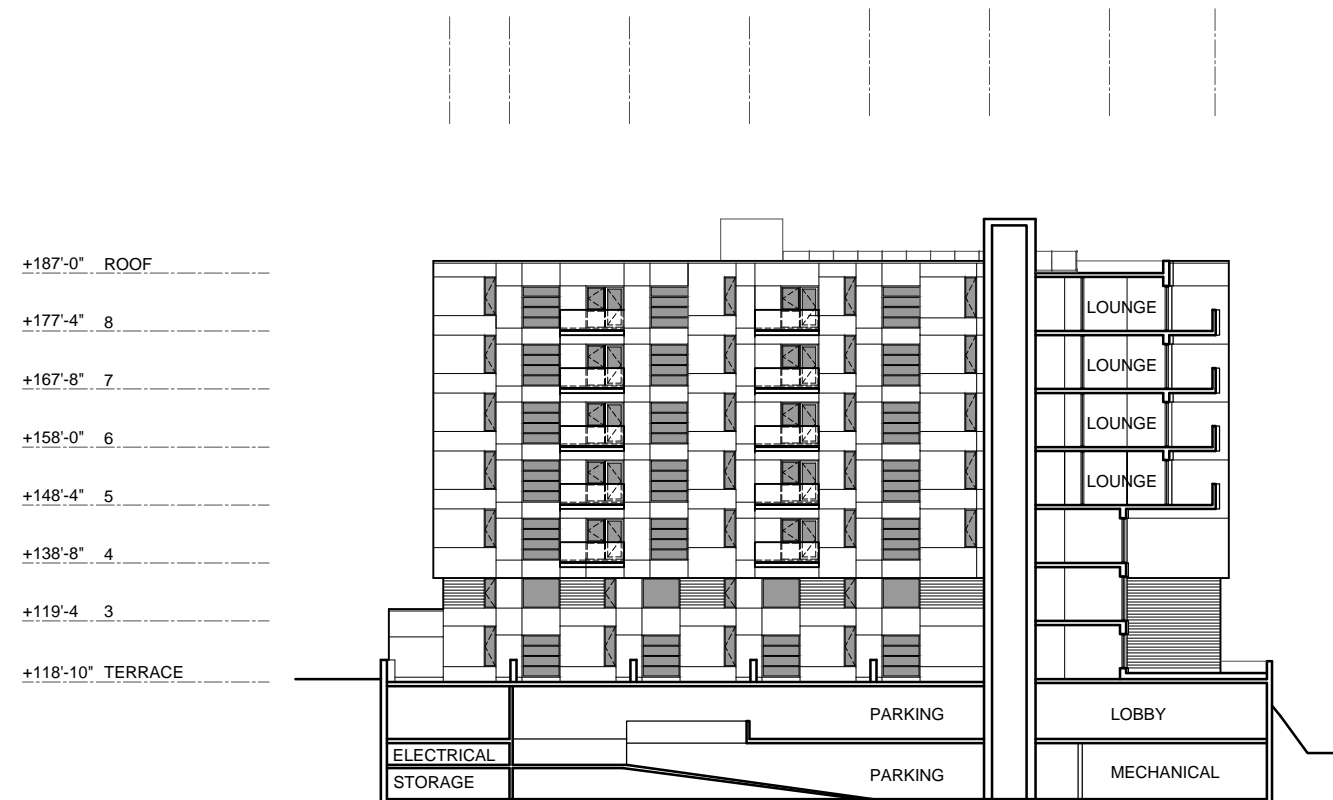 +187'-0" ROOF
+177'-4" 8
+167'-8" 7
+158'-0" 6
+148'-4" 5
+138'-8" 4
+119'-4 3
+118'-10" TERRACE
LOUNGE
LOUNGE
LOUNGE
LOUNGE
PARKING
LOBBY
ELECTRICAL
STORAGE
PARKING
MECHANICAL